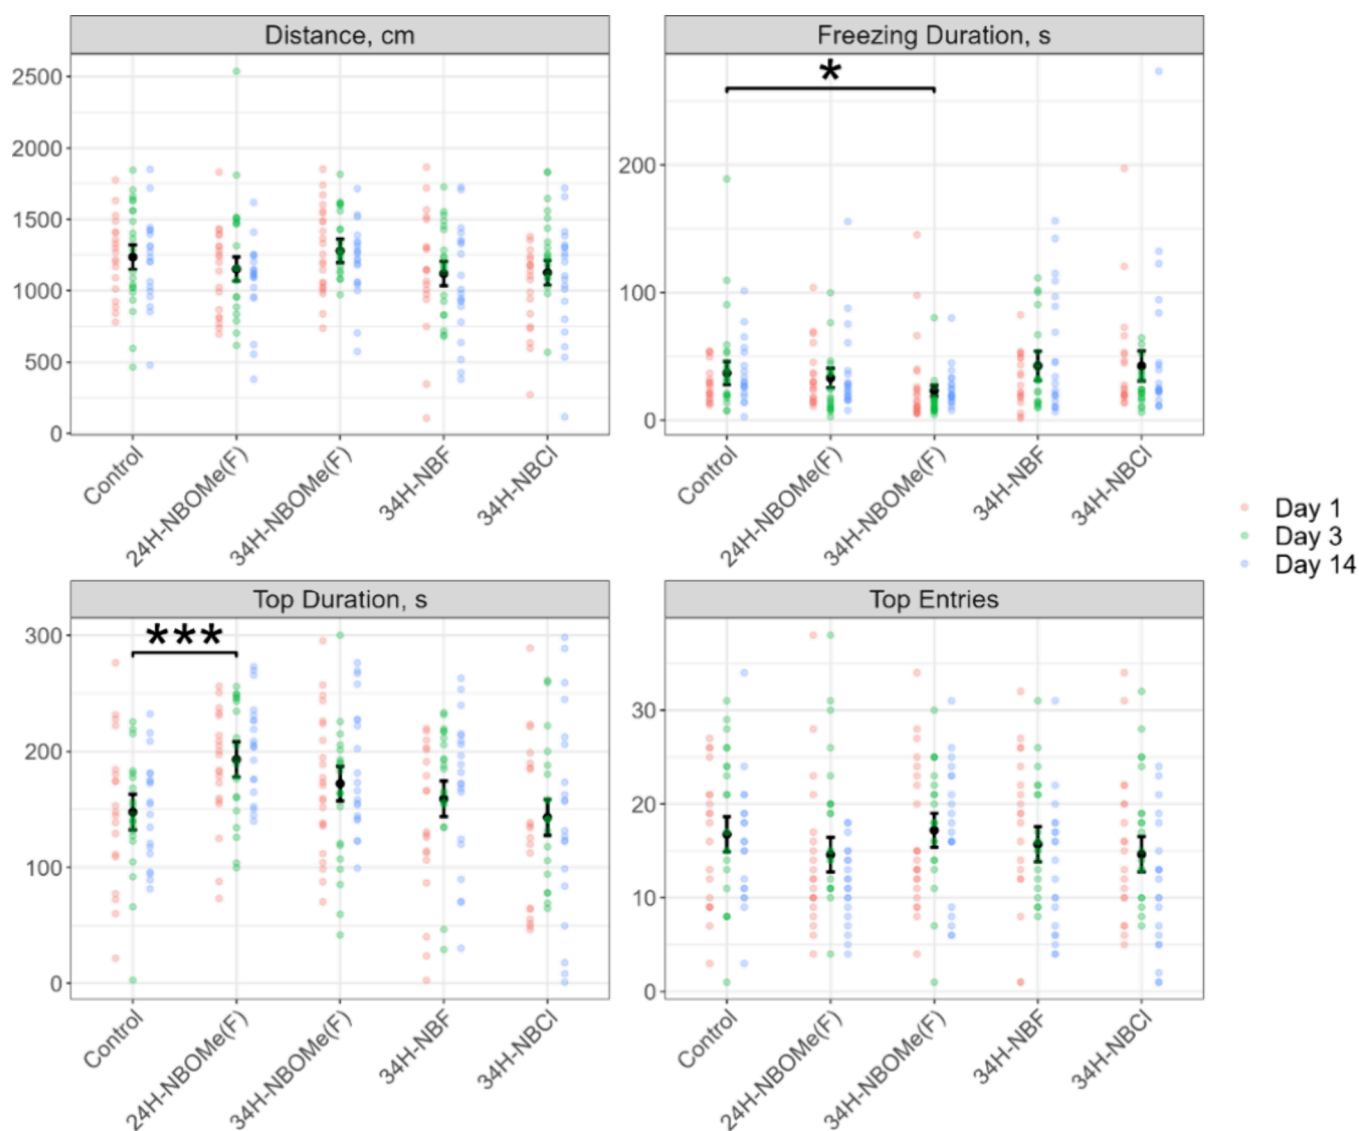 Distance, cm
2500
2000
1500
1000
500
0
Control
24H-NBOMe(F)
34H-NBOMe(F)
34H-NBF
34H-NBCl
Freezing Duration, s
*
200
100
0
Control
24H-NBOMe(F)
34H-NBOMe(F)
34H-NBF
34H-NBCl
Day 1
Day 3
Day 14
Top Duration, s
***
300
200
100
0
Control
24H-NBOMe(F)
34H-NBOMe(F)
34H-NBF
34H-NBCl
Top Entries
30
20
10
0
Control
24H-NBOMe(F)
34H-NBOMe(F)
34H-NBF
34H-NBCl